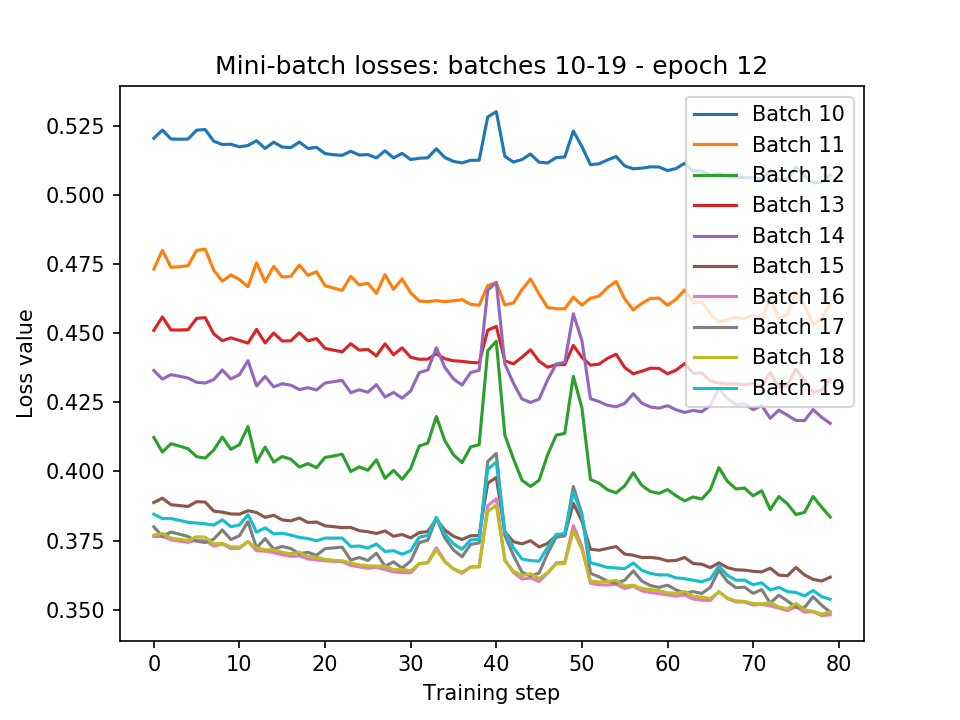 Mini-batch losses: batches 10-19 - epoch 12
Loss value
0.525
0.500
0.475
0.450
0.425
0.400
0.375
0.350
Batch 10
Batch 11
Batch 12
Batch 13
Batch 14
Batch 15
Batch 16
Batch 17
Batch 18
Batch 19
0 10 20 30 40 50 60 70 80
Training step